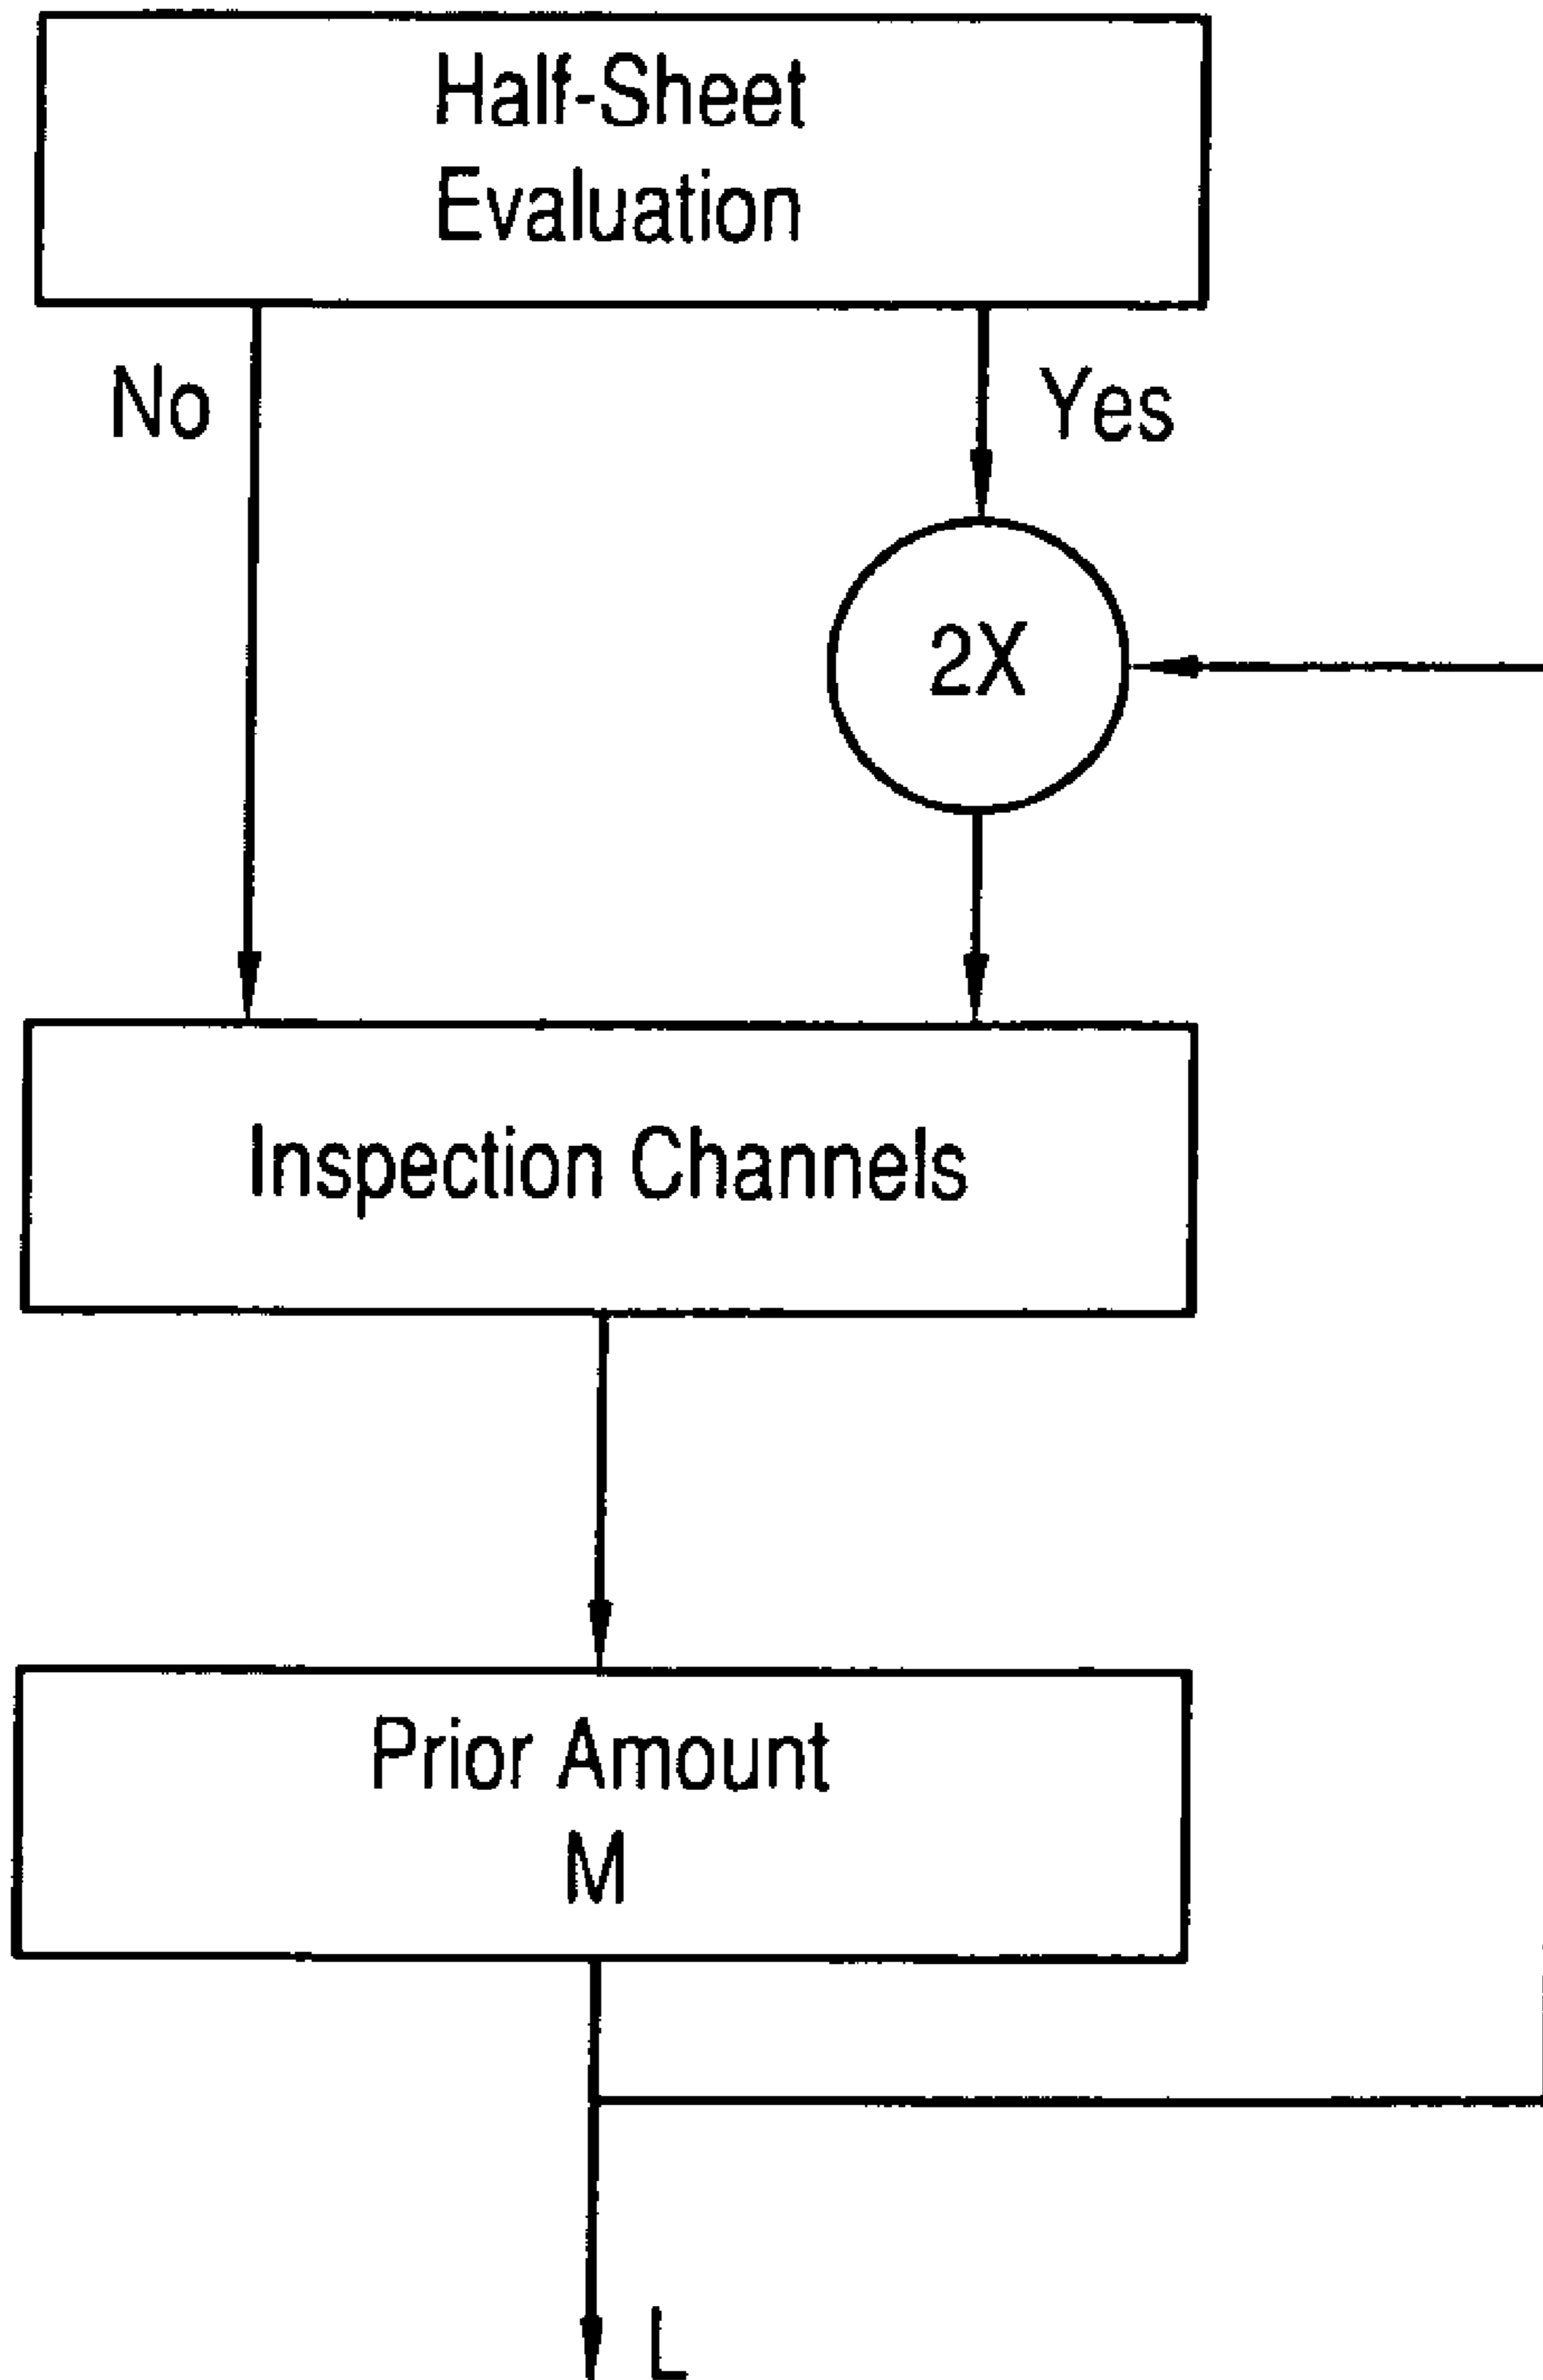 Half-Sheet
Evaluation
No
Yes
2X
Inspection Channels
Prior Amount
M
L